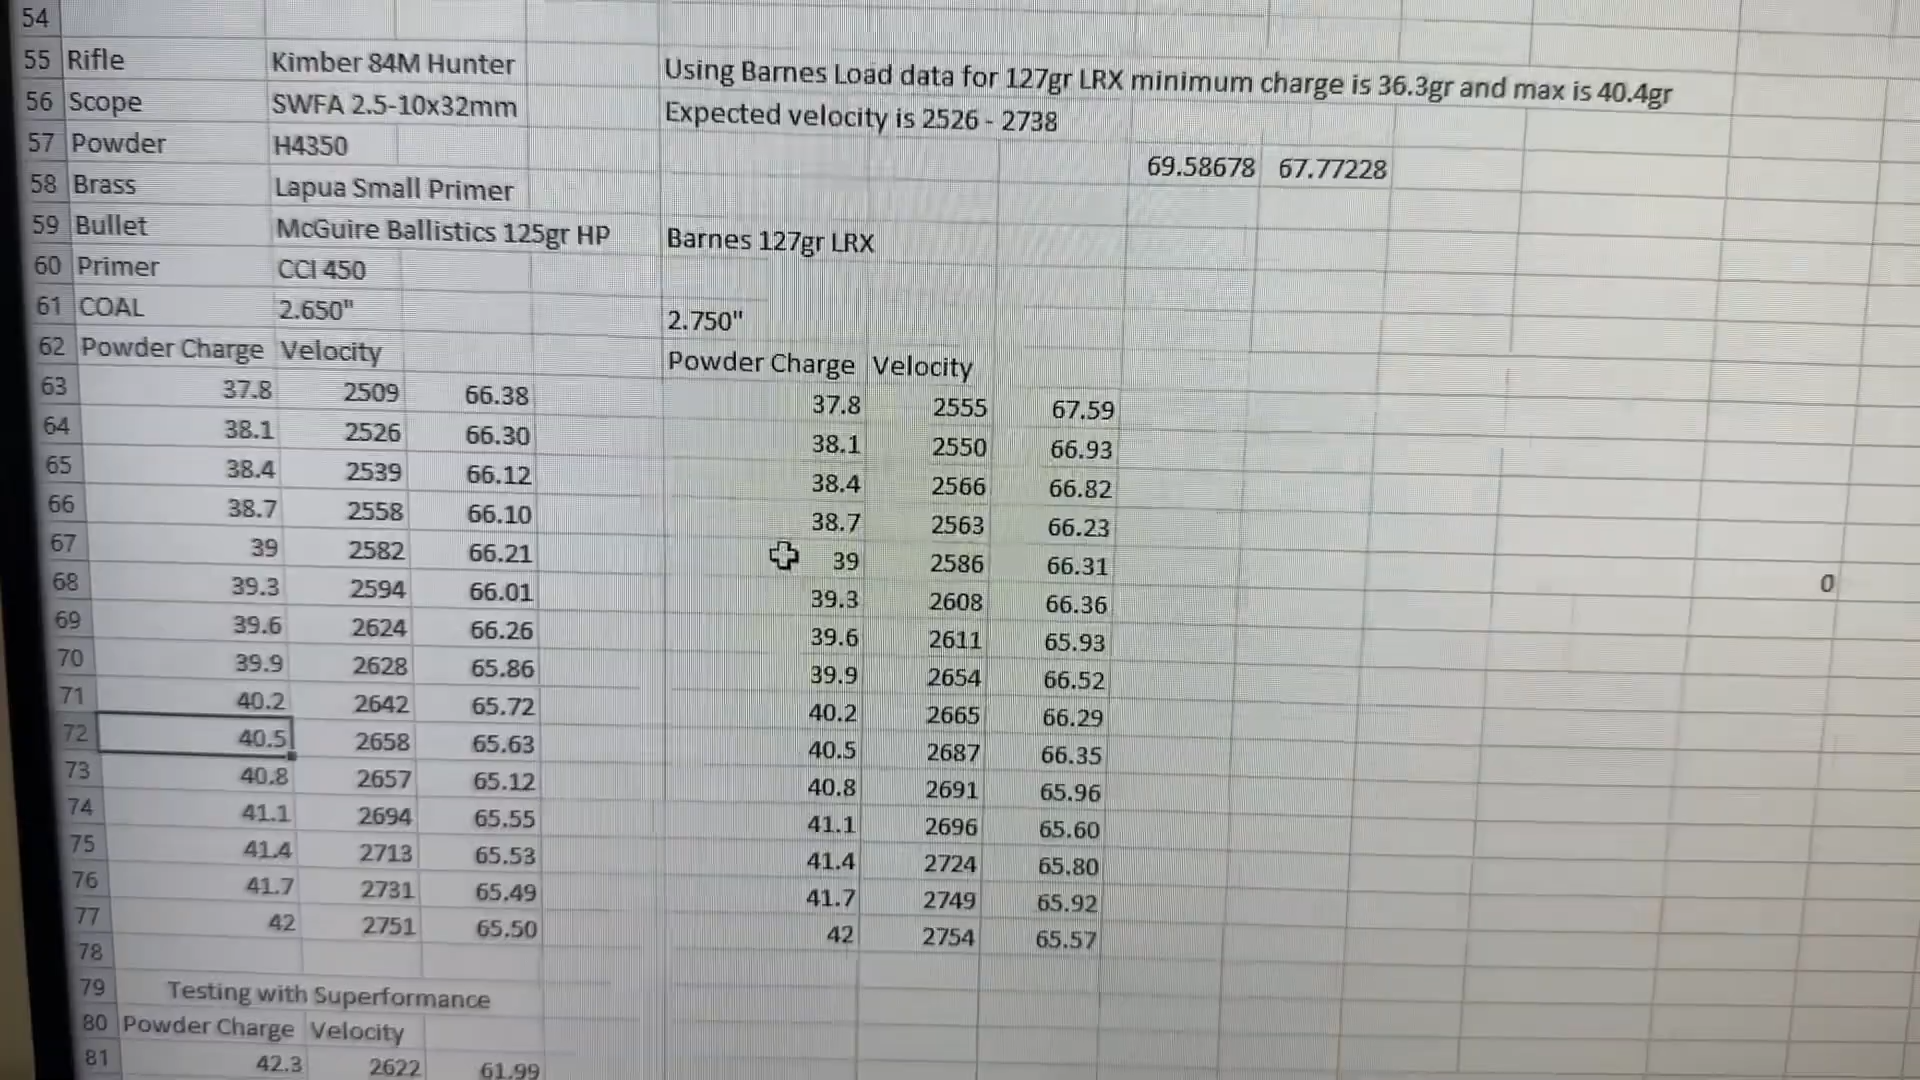 54
55 Rifle Kimber 84M Hunter Using Barnes Load data for 127gr LRX minimum charge is 36.3gr and max is 40.4gr
56 Scope SWFA 2.5-10x32mm Expected velocity is 2526 - 2738
57 Powder H4350 69.58678 67.77228
58 Brass Lapua Small Primer
59 Bullet McGuire Ballistics 125gr HP Barnes 127gr LRX
60 Primer CCI 450
61 COAL 2.650" 2.750"
62 Powder Charge Velocity Powder Charge Velocity
63 37.8 2509 66.38 37.8 2555 67.59
64 38.1 2526 66.30 38.1 2550 66.93
65 38.4 2539 66.12 38.4 2566 66.82
66 38.7 2558 66.10 38.7 2563 66.23
67 39 2582 66.21 39 2586 66.31
68 39.3 2594 66.01 39.3 2608 66.36 0
69 39.6 2624 66.26 39.6 2611 65.93
70 39.9 2628 65.86 39.9 2654 66.52
71 40.2 2642 65.72 40.2 2665 66.29
72 40.5 2658 65.63 40.5 2687 66.35
73 40.8 2657 65.12 40.8 2691 65.96
74 41.1 2694 65.55 41.1 2696 65.60
75 41.4 2713 65.53 41.4 2724 65.80
76 41.7 2731 65.49 41.7 2749 65.92
77 42 2751 65.50 42 2754 65.57
78
79 Testing with Superformance
80 Powder Charge Velocity
81 42.3 2622 61.99